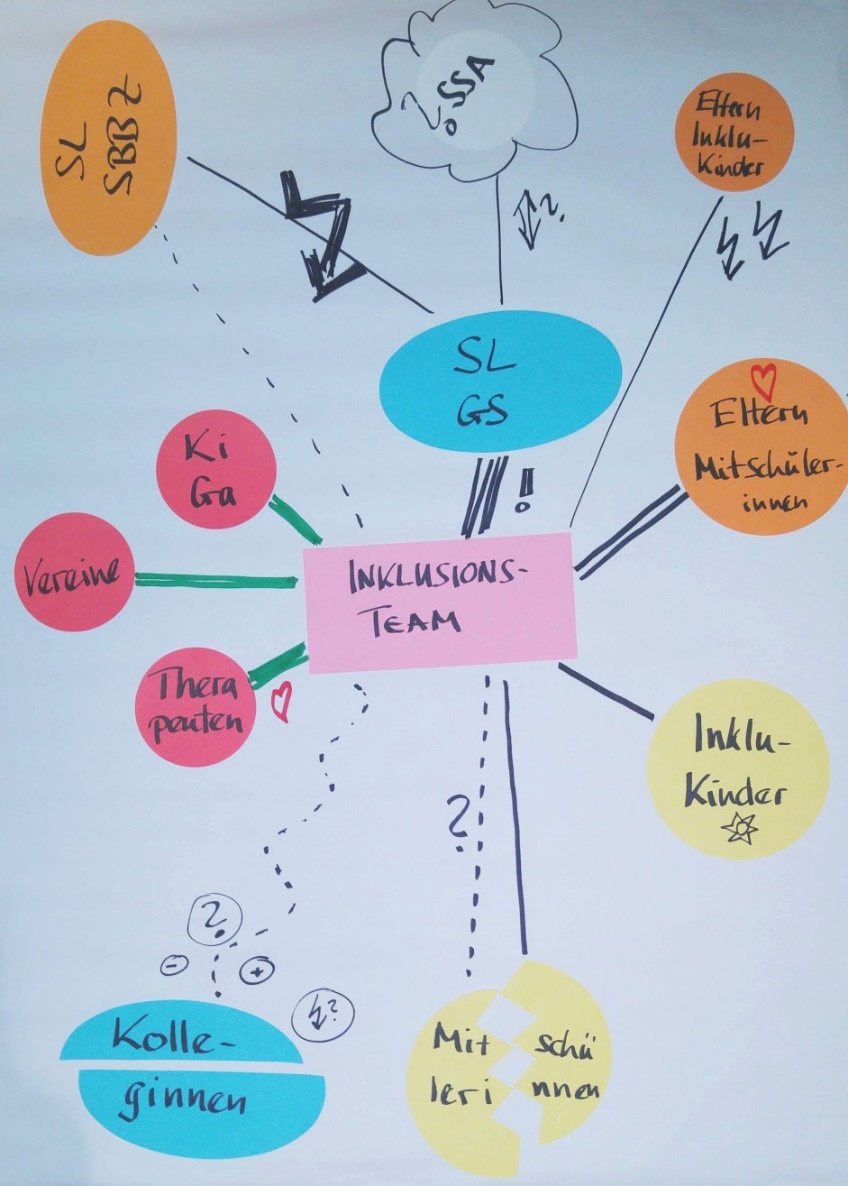 SL
SBBZ
? SSA
?
Eltern
Inklu-
Kinder
SL
GS
!
Eltern
Mitschüler-
innen
Ki
Ga
Vereine
INKLUSIONS-
TEAM
Thera
peuten
Inklu-
Kinder
?
?
-
+
?
Kolle-
ginnen
Mit schü
leri nnen